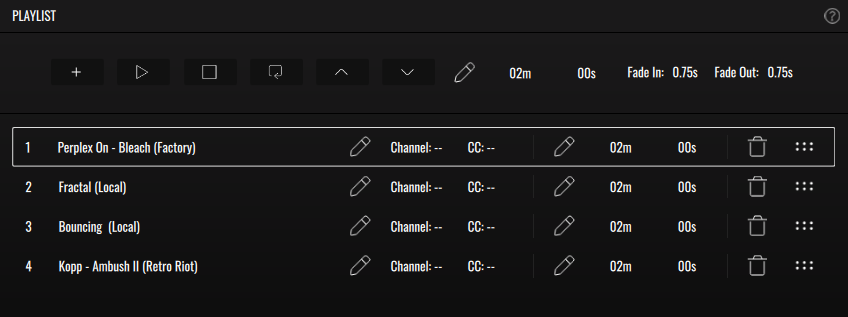 PLAYLIST ?
+ 02m 00s Fade In: 0.75s Fade Out: 0.75s
1 Perplex On - Bleach (Factory) Channel: -- CC: -- 02m 00s
2 Fractal (Local) Channel: -- CC: -- 02m 00s
3 Bouncing (Local) Channel: -- CC: -- 02m 00s
4 Kopp - Ambush II (Retro Riot) Channel: -- CC: -- 02m 00s